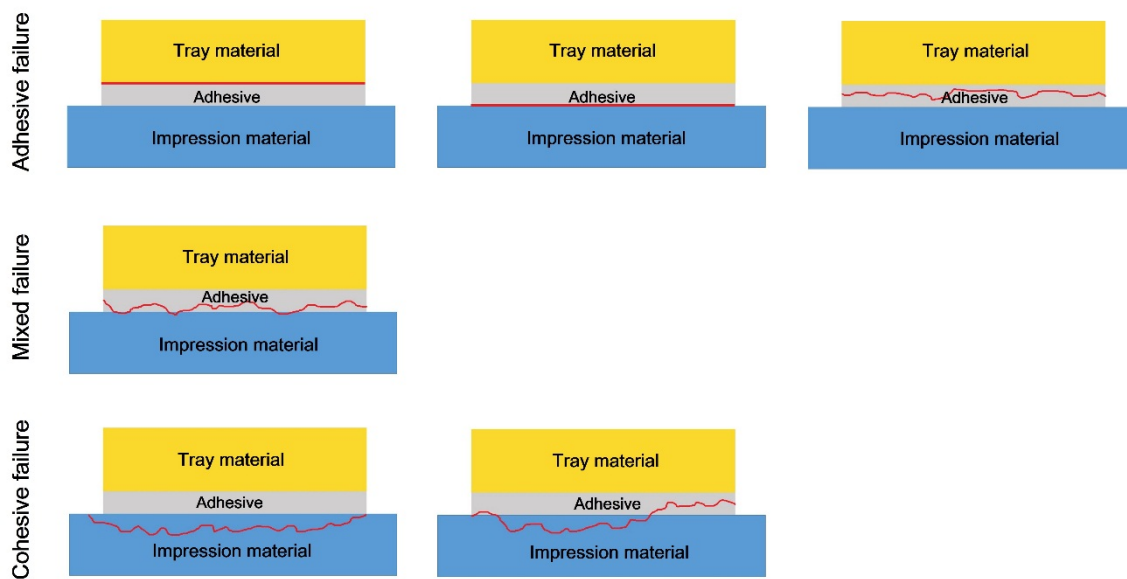 Adhesive failure
Tray material
Adhesive
Impression material
Tray material
Adhesive
Impression material
Tray material
Adhesive
Impression material
Mixed failure
Tray material
Adhesive
Impression material
Cohesive failure
Tray material
Adhesive
Impression material
Tray material
Adhesive
Impression material